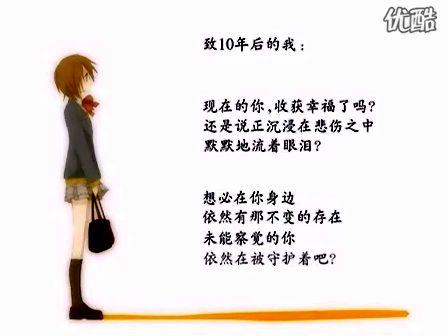 优酷
致10年后的我：
现在的你，收获幸福了吗？
还是说正沉浸在悲伤之中
默默地流着眼泪？
想必在你身边
依然有那不变的存在
未能察觉的你
依然在被守护着吧？